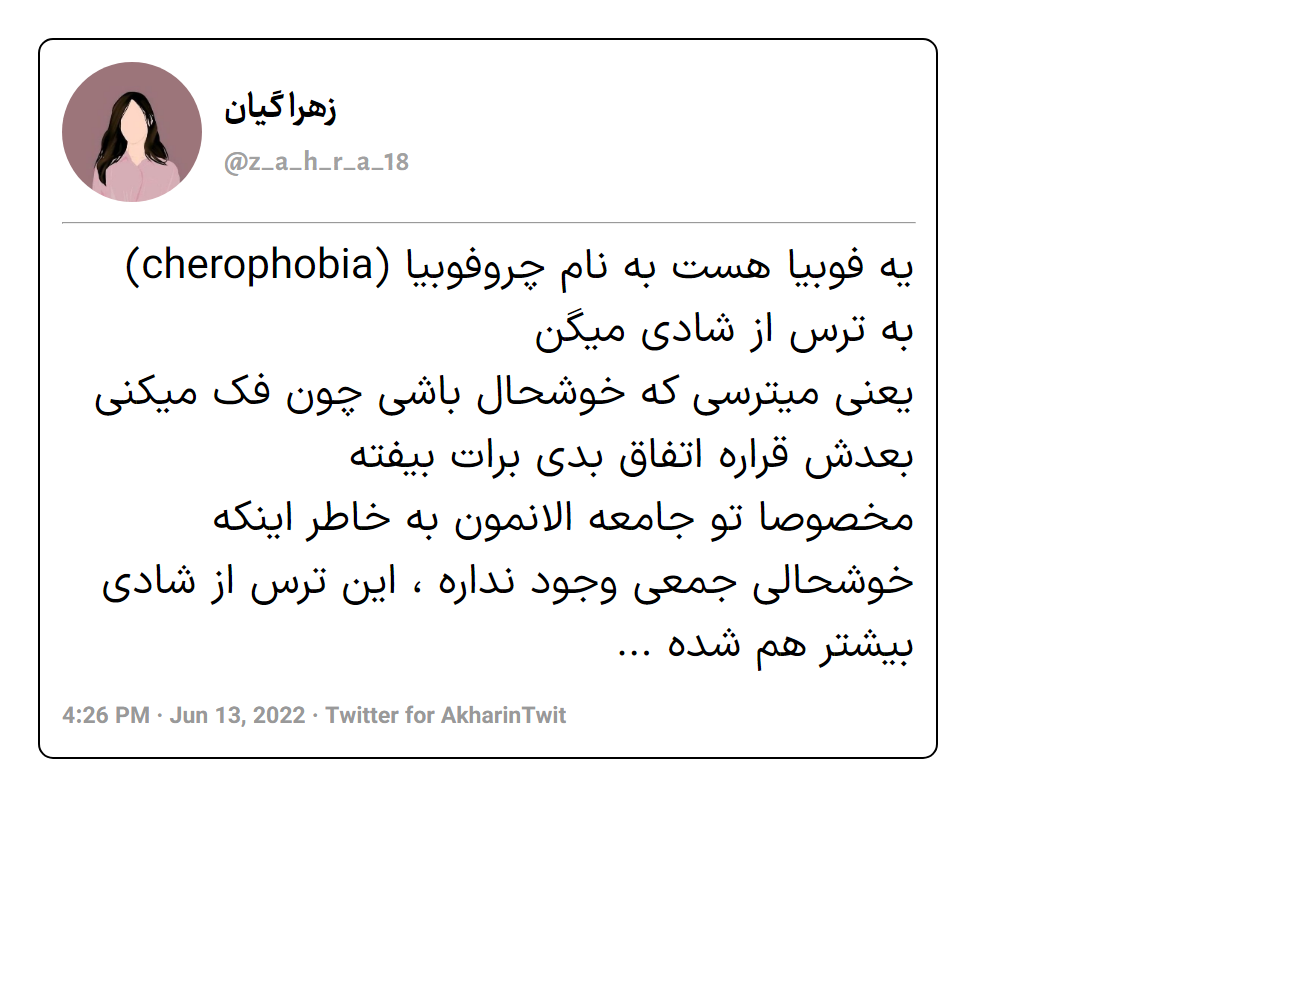 زهرا گیان
@z_a_h_r_a_18
یه فوبیا هست به نام چروفوبیا (cherophobia)
به ترس از شادی میگن
یعنی میترسی که خوشحال باشی چون فک میکنی
بعدش قراره اتفاق بدی برات بیفته
مخصوصا تو جامعه الانمون به خاطر اینکه
خوشحالی جمعی وجود نداره ، این ترس از شادی
بیشتر هم شده ...
4:26 PM · Jun 13, 2022 · Twitter for AkharinTwit